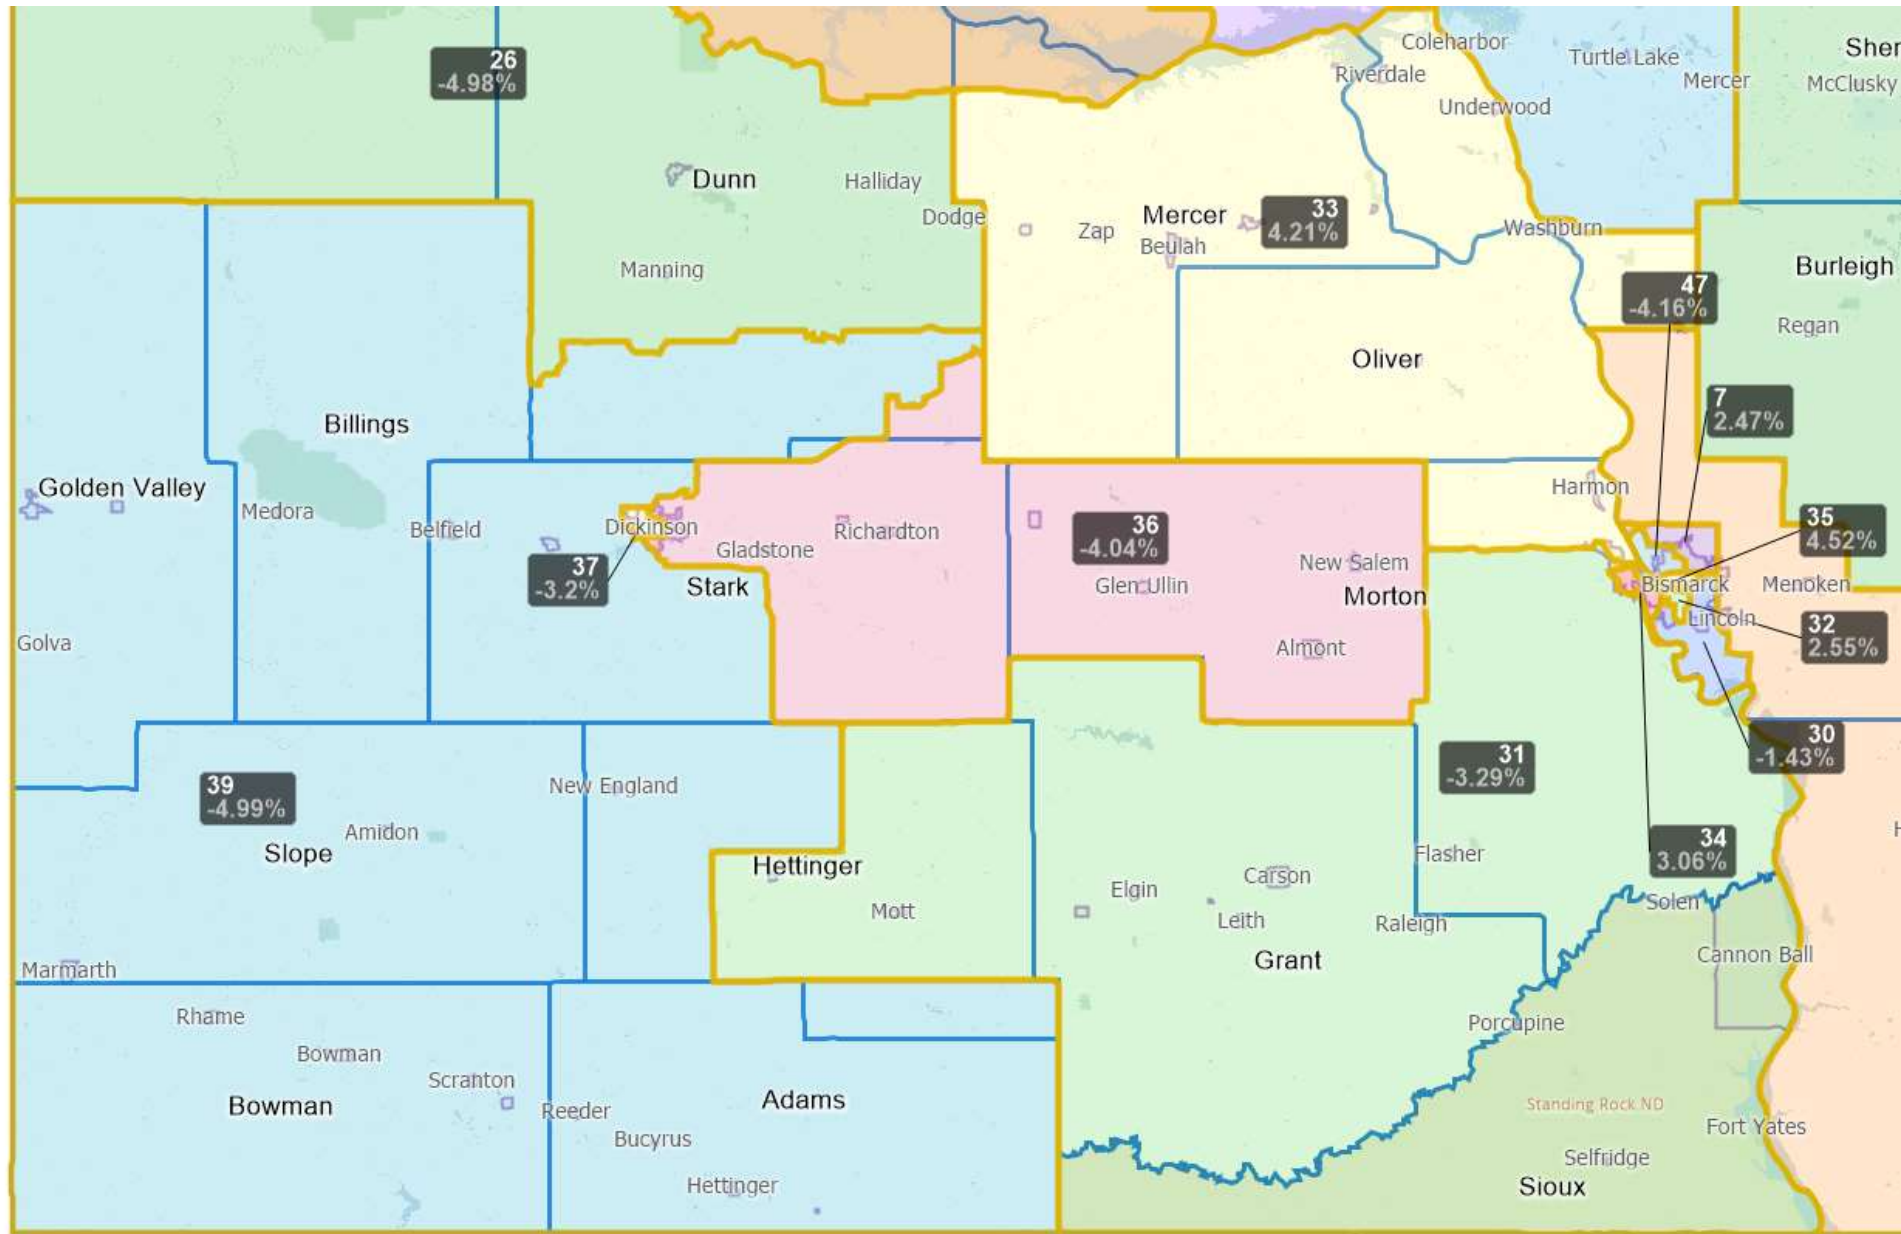 Coleharbor
Turtle Lake
Sher
26
-4.98%
Riverdale
Mercer
McClusky
Underwood
Dunn
Halliday
Dodge
Mercer
33
4.21%
Zap
Beulah
Washburn
Manning
Burleigh
47
-4.16%
Regan
Oliver
Billings
7
2.47%
Golden Valley
Medora
Harmon
Belfield
Dickinson
Richardton
36
-4.04%
35
4.52%
Gladstone
New Salem
37
-3.2%
Stark
Glen Ullin
Morton
Bismarck
Menoken
Lincoln
32
2.55%
Golva
Almont
30
-1.43%
31
-3.29%
39
-4.99%
New England
Amidon
Slope
34
3.06%
Flasher
Hettinger
Elgin
Carson
Solen
Mott
Leith
Raleigh
H
Grant
Cannon Ball
Marmarth
Rhame
Porcupine
Bowman
Scranton
Bowman
Adams
Reeder
Standing Rock ND
Bucyrus
Fort Yates
Selfridge
Hettinger
Sioux